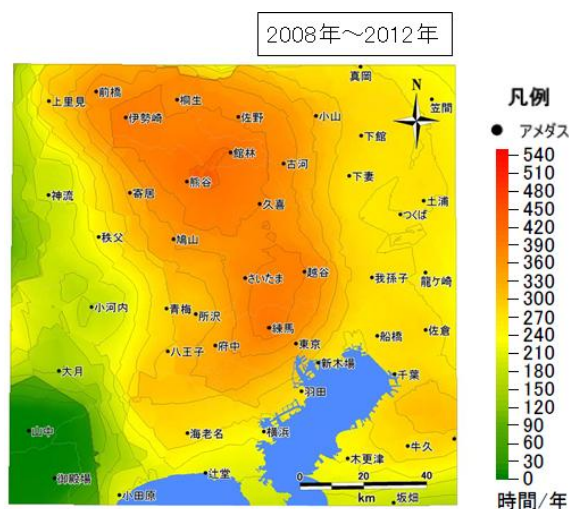 2008年～2012年
真岡
N
凡例
アメダス
上里見
前橋
桐生
伊勢崎
佐野
小山
笠間
下館
館林
古河
下妻
熊谷
神流
寄居
久喜
土浦
つくば
秩父
鳩山
さいたま
越谷
我孫子
龍ケ崎
小河内
青梅
所沢
練馬
船橋
佐倉
八王子
府中
東京
新木場
大月
千葉
羽田
山中
海老名
横浜
牛久
木更津
御殿場
辻堂
小田原
坂畑
0 20 40
km
540
510
480
450
420
390
360
330
300
270
240
210
180
150
120
90
60
30
0
時間/年